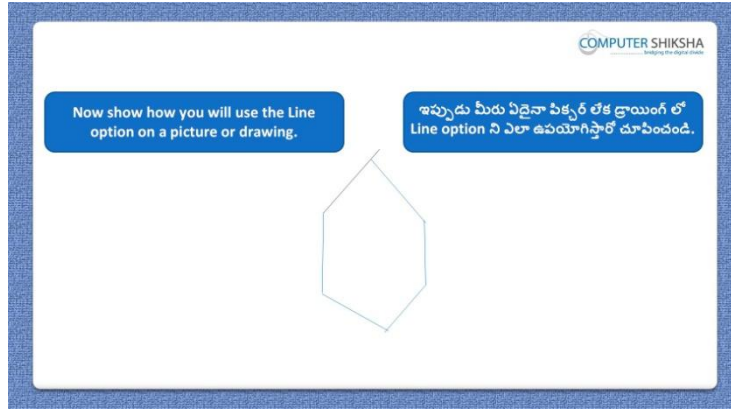 COMPUTER SHIKSHA
Bridging the digital divide
Now show how you will use the Line
option on a picture or drawing.
ఇప్పుడు మీరు ఏదైనా పిక్చర్ లేక డ్రాయింగ్ లో
Line option ని ఎలా ఉపయోగిస్తారో చూపించండి.